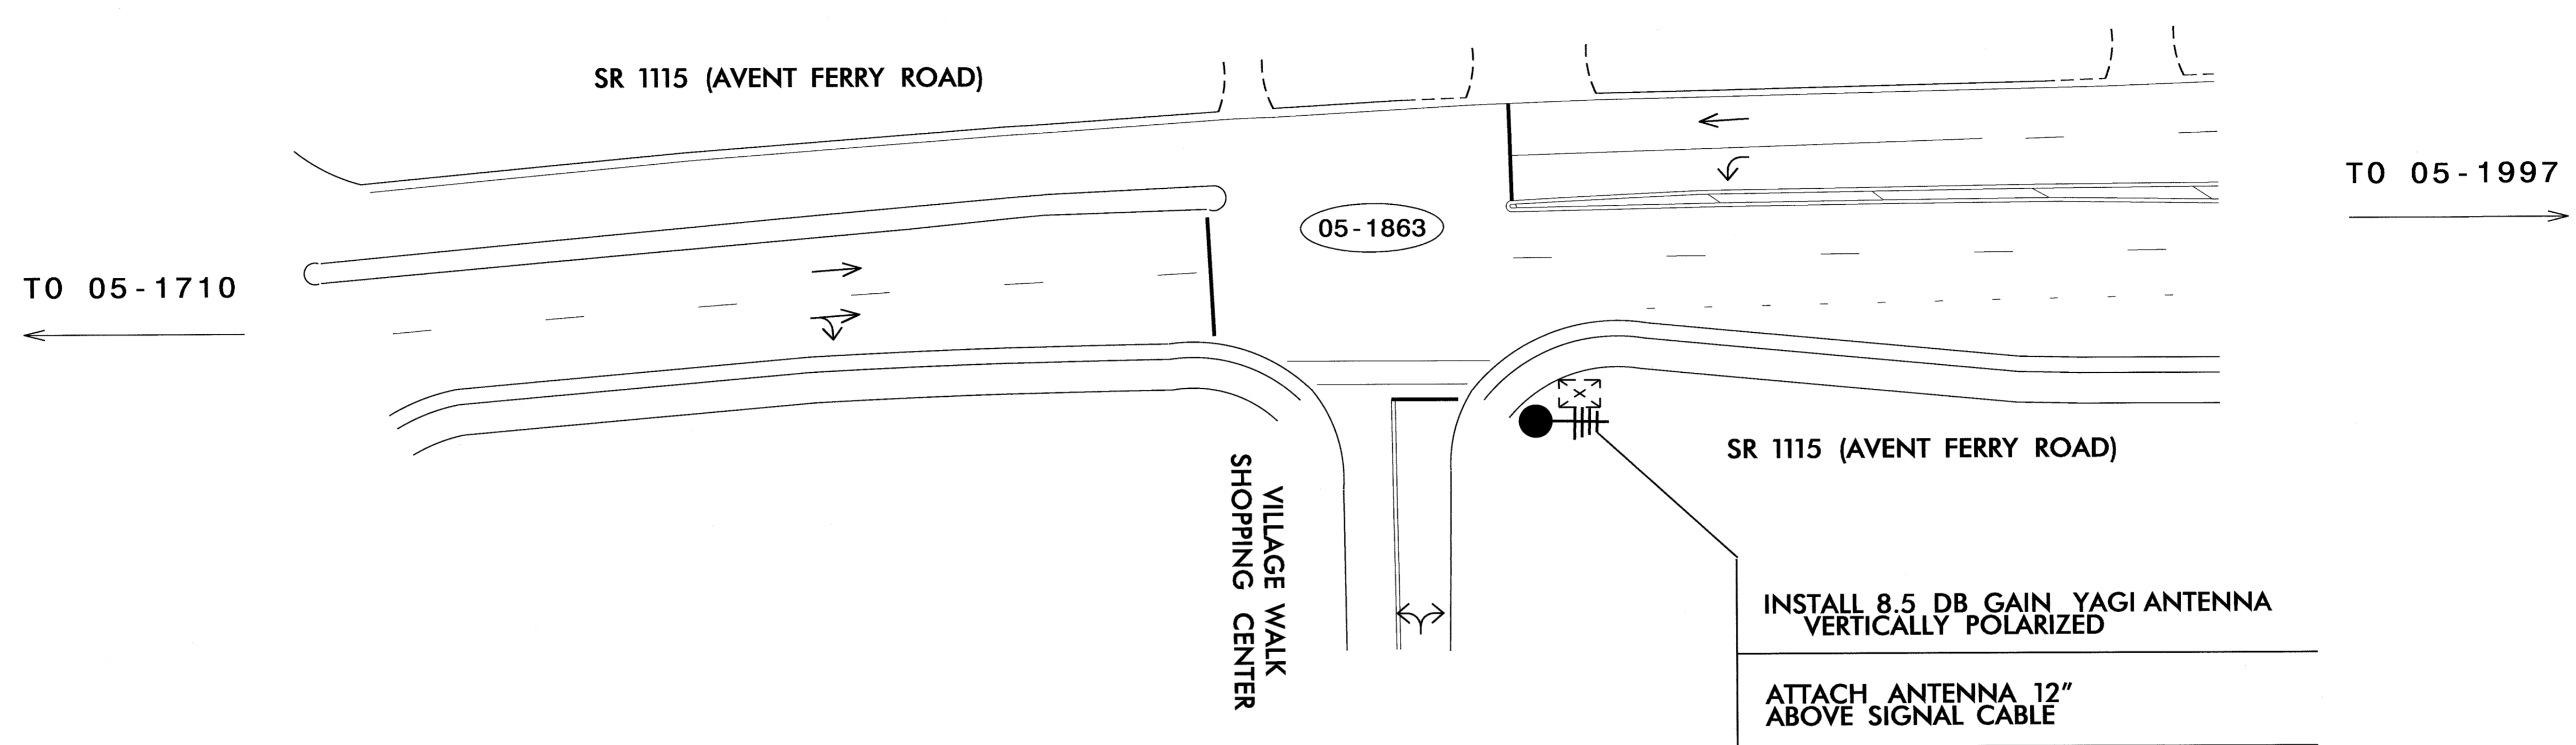 SR 1115 (AVENT FERRY ROAD)
TO 05-1997
05-1863
TO 05-1710
SR 1115 (AVENT FERRY ROAD)
VILLAGE WALK
SHOPPING CENTER
INSTALL 8.5 DB GAIN YAGI ANTENNA
VERTICALLY POLARIZED
ATTACH ANTENNA 12"
ABOVE SIGNAL CABLE